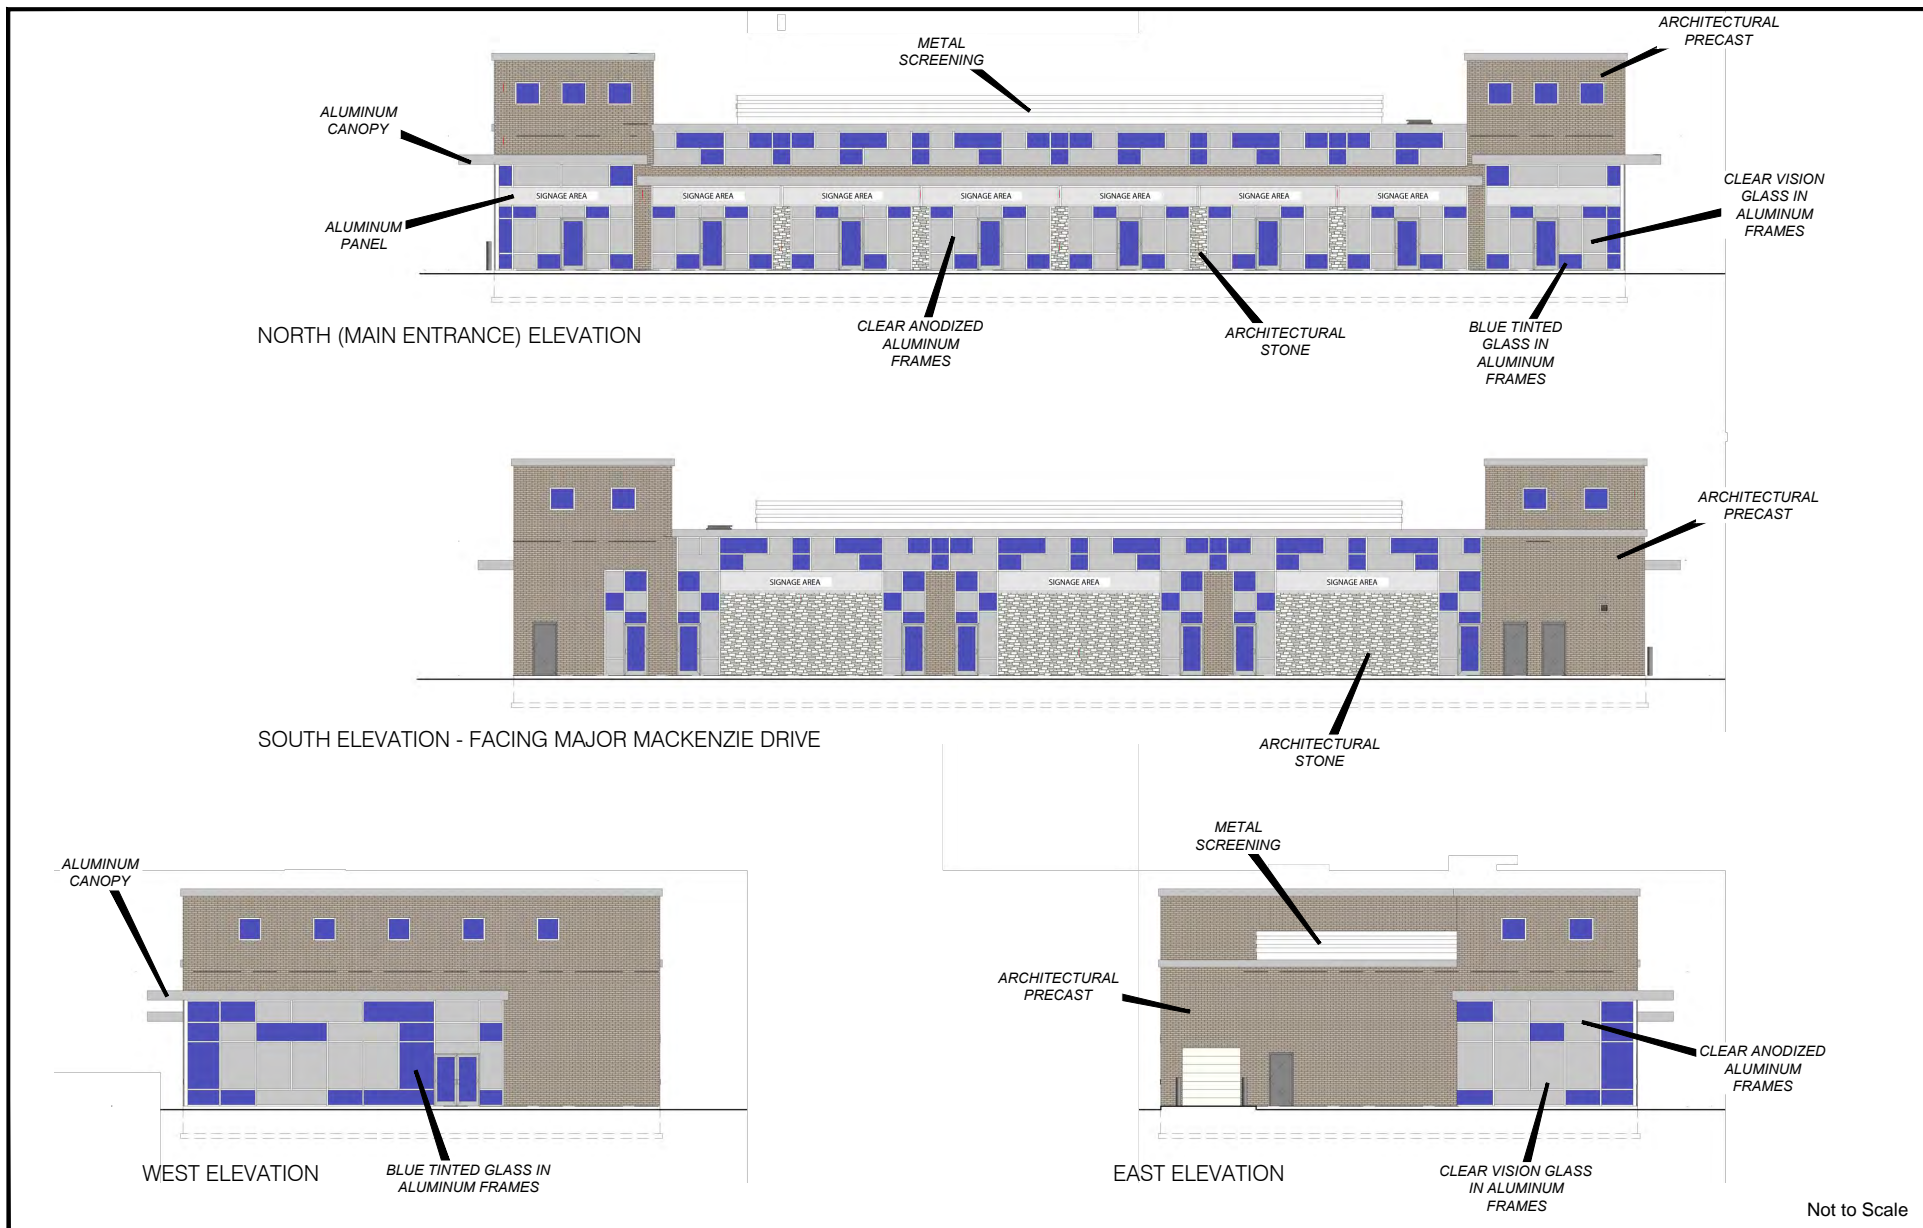 ARCHITECTURAL
PRECAST
METAL
SCREENING
ALUMINUM
CANOPY
CLEAR VISION
GLASS IN
ALUMINUM
FRAMES
SIGNAGE AREA
SIGNAGE AREA
SIGNAGE AREA
SIGNAGE AREA
SIGNAGE AREA
SIGNAGE AREA
SIGNAGE AREA
ALUMINUM
PANEL
NORTH (MAIN ENTRANCE) ELEVATION
CLEAR ANODIZED
ALUMINUM
FRAMES
ARCHITECTURAL
STONE
BLUE TINTED
GLASS IN
ALUMINUM
FRAMES
ARCHITECTURAL
PRECAST
SIGNAGE AREA
SIGNAGE AREA
SIGNAGE AREA
SOUTH ELEVATION - FACING MAJOR MACKENZIE DRIVE
ARCHITECTURAL
STONE
ALUMINUM
CANOPY
WEST ELEVATION
BLUE TINTED GLASS IN
ALUMINUM FRAMES
METAL
SCREENING
ARCHITECTURAL
PRECAST
CLEAR ANODIZED
ALUMINUM
FRAMES
EAST ELEVATION
CLEAR VISION GLASS
IN ALUMINUM
FRAMES
Not to Scale